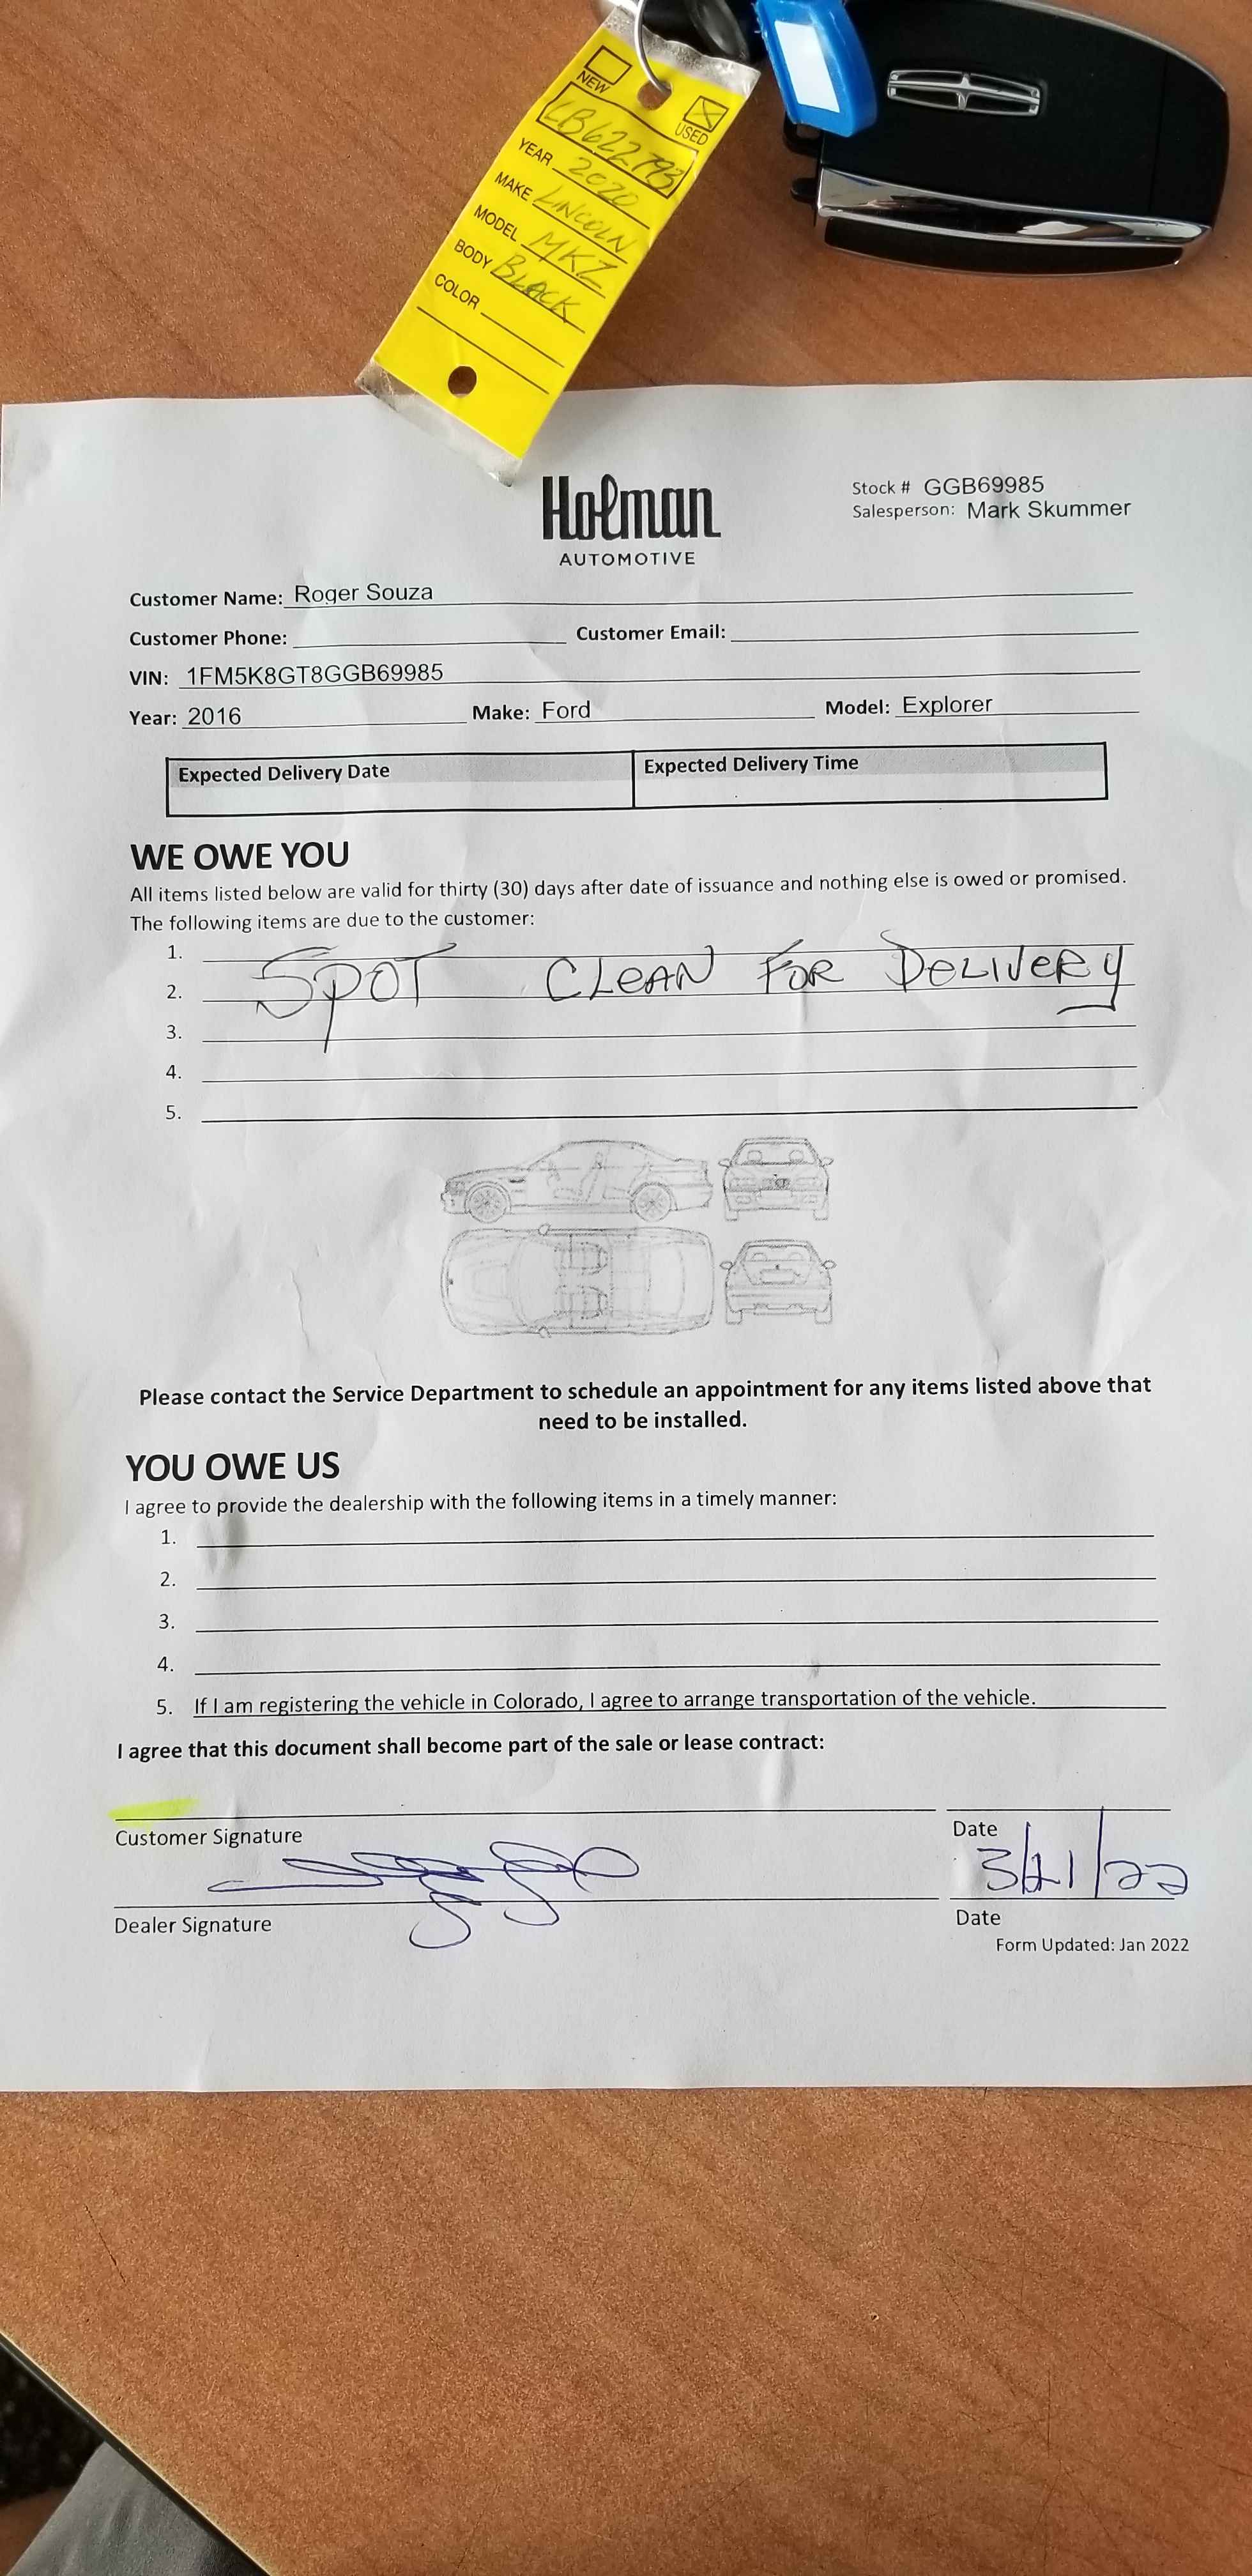 NEW
USED
LB622793
YEAR 2020
MAKE LINCOLN
MODEL MKZ
BODY BLACK
COLOR
Holman
AUTOMOTIVE
Stock # GGB69985
Salesperson: Mark Skummer
Customer Name: Roger Souza
Customer Phone: Customer Email:
VIN: 1FM5K8GT8GGB69985
Year: 2016 Make: Ford Model: Explorer
Expected Delivery Date Expected Delivery Time
WE OWE YOU
All items listed below are valid for thirty (30) days after date of issuance and nothing else is owed or promised.
The following items are due to the customer:
1.
2. SPOT CLEAN FOR DELIVERY
3.
4.
5.
Please contact the Service Department to schedule an appointment for any items listed above that
need to be installed.
YOU OWE US
I agree to provide the dealership with the following items in a timely manner:
1.
2.
3.
4.
5. If I am registering the vehicle in Colorado, I agree to arrange transportation of the vehicle.
I agree that this document shall become part of the sale or lease contract:
Customer Signature Date
3/21/22
Dealer Signature Date
Form Updated: Jan 2022